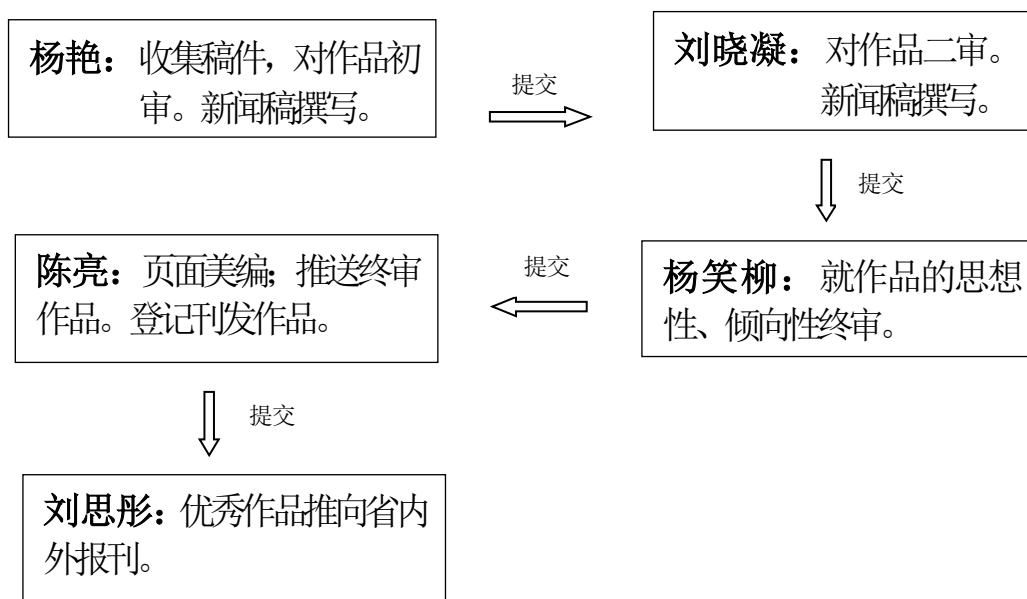 杨艳：收集稿件，对作品初
审。新闻稿撰写。
提交
刘晓凝：对作品二审。
新闻稿撰写。
提交
杨笑柳：就作品的思想
性、倾向性终审。
提交
陈亮：页面美编；推送终审
作品。登记刊发作品。
提交
刘思彤：优秀作品推向省内
外报刊。